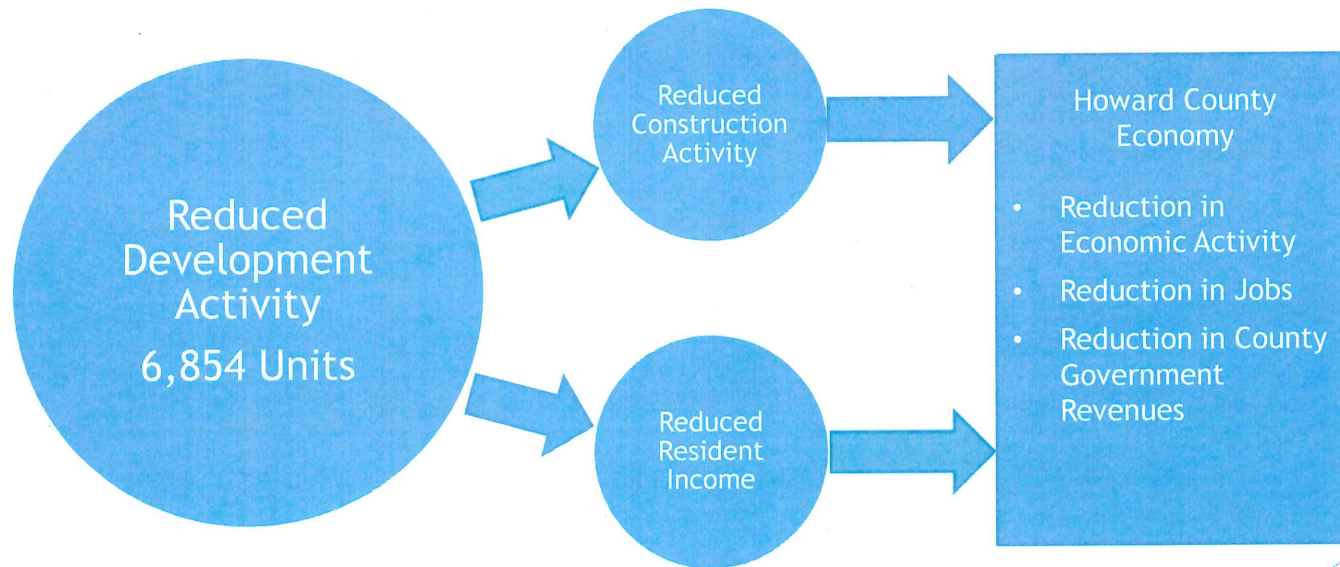 Reduced
Development
Activity
6,854 Units
Reduced
Construction
Activity
Reduced
Resident
Income
Howard County
Economy
• Reduction in
Economic Activity
• Reduction in Jobs
• Reduction in County
Government
Revenues